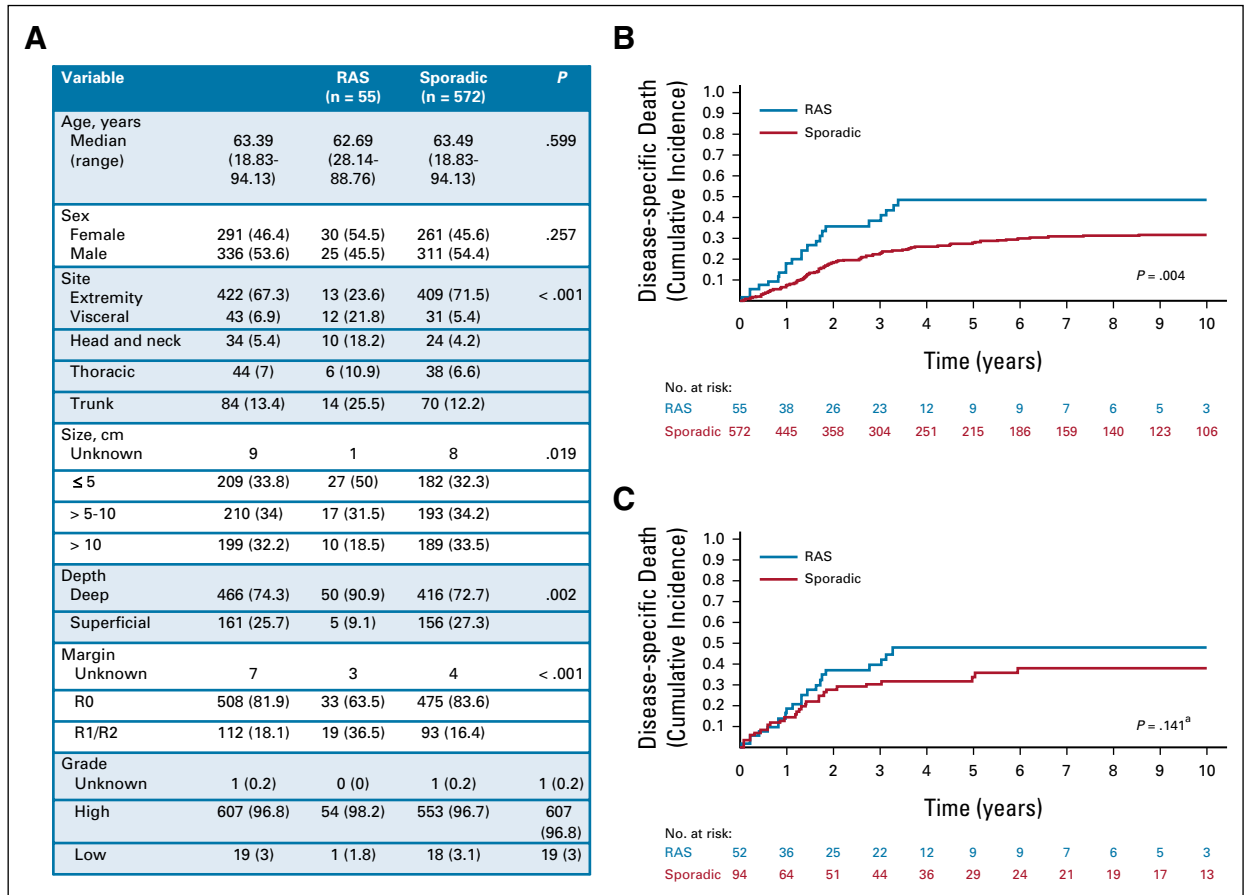 A
Variable RAS (n = 55) Sporadic (n = 572) P
Age, years
Median (range) 63.39 (18.83-94.13) 62.69 (28.14-88.76) 63.49 (18.83-94.13) .599
Sex
Female 291 (46.4) 30 (54.5) 261 (45.6) .257
Male 336 (53.6) 25 (45.5) 311 (54.4)
Site
Extremity 422 (67.3) 13 (23.6) 409 (71.5) < .001
Visceral 43 (6.9) 12 (21.8) 31 (5.4)
Head and neck 34 (5.4) 10 (18.2) 24 (4.2)
Thoracic 44 (7) 6 (10.9) 38 (6.6)
Trunk 84 (13.4) 14 (25.5) 70 (12.2)
Size, cm
Unknown 9 1 8 .019
≤ 5 209 (33.8) 27 (50) 182 (32.3)
> 5-10 210 (34) 17 (31.5) 193 (34.2)
> 10 199 (32.2) 10 (18.5) 189 (33.5)
Depth
Deep 466 (74.3) 50 (90.9) 416 (72.7) .002
Superficial 161 (25.7) 5 (9.1) 156 (27.3)
Margin
Unknown 7 3 4 < .001
R0 508 (81.9) 33 (63.5) 475 (83.6)
R1/R2 112 (18.1) 19 (36.5) 93 (16.4)
Grade
Unknown 1 (0.2) 0 (0) 1 (0.2) 1 (0.2)
High 607 (96.8) 54 (98.2) 553 (96.7) 607 (96.8)
Low 19 (3) 1 (1.8) 18 (3.1) 19 (3)
B
Disease-specific Death
(Cumulative Incidence)
1.0
0.9
0.8
0.7
0.6
0.5
0.4
0.3
0.2
0.1
RAS
Sporadic
P = .004
0 1 2 3 4 5 6 7 8 9 10
Time (years)
No. at risk:
RAS 55 38 26 23 12 9 9 7 6 5 3
Sporadic 572 445 358 304 251 215 186 159 140 123 106
C
Disease-specific Death
(Cumulative Incidence)
1.0
0.9
0.8
0.7
0.6
0.5
0.4
0.3
0.2
0.1
RAS
Sporadic
P = .141a
0 1 2 3 4 5 6 7 8 9 10
Time (years)
No. at risk:
RAS 52 36 25 22 12 9 9 7 6 5 3
Sporadic 94 64 51 44 36 29 24 21 19 17 13